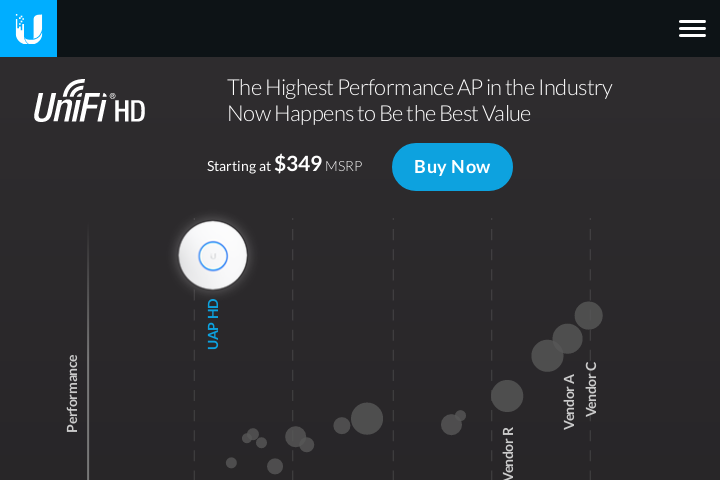 UniFi® HD
The Highest Performance AP in the Industry
Now Happens to Be the Best Value
Starting at $349 MSRP
Buy Now
UAP HD
Performance
Vendor R
Vendor A
Vendor C